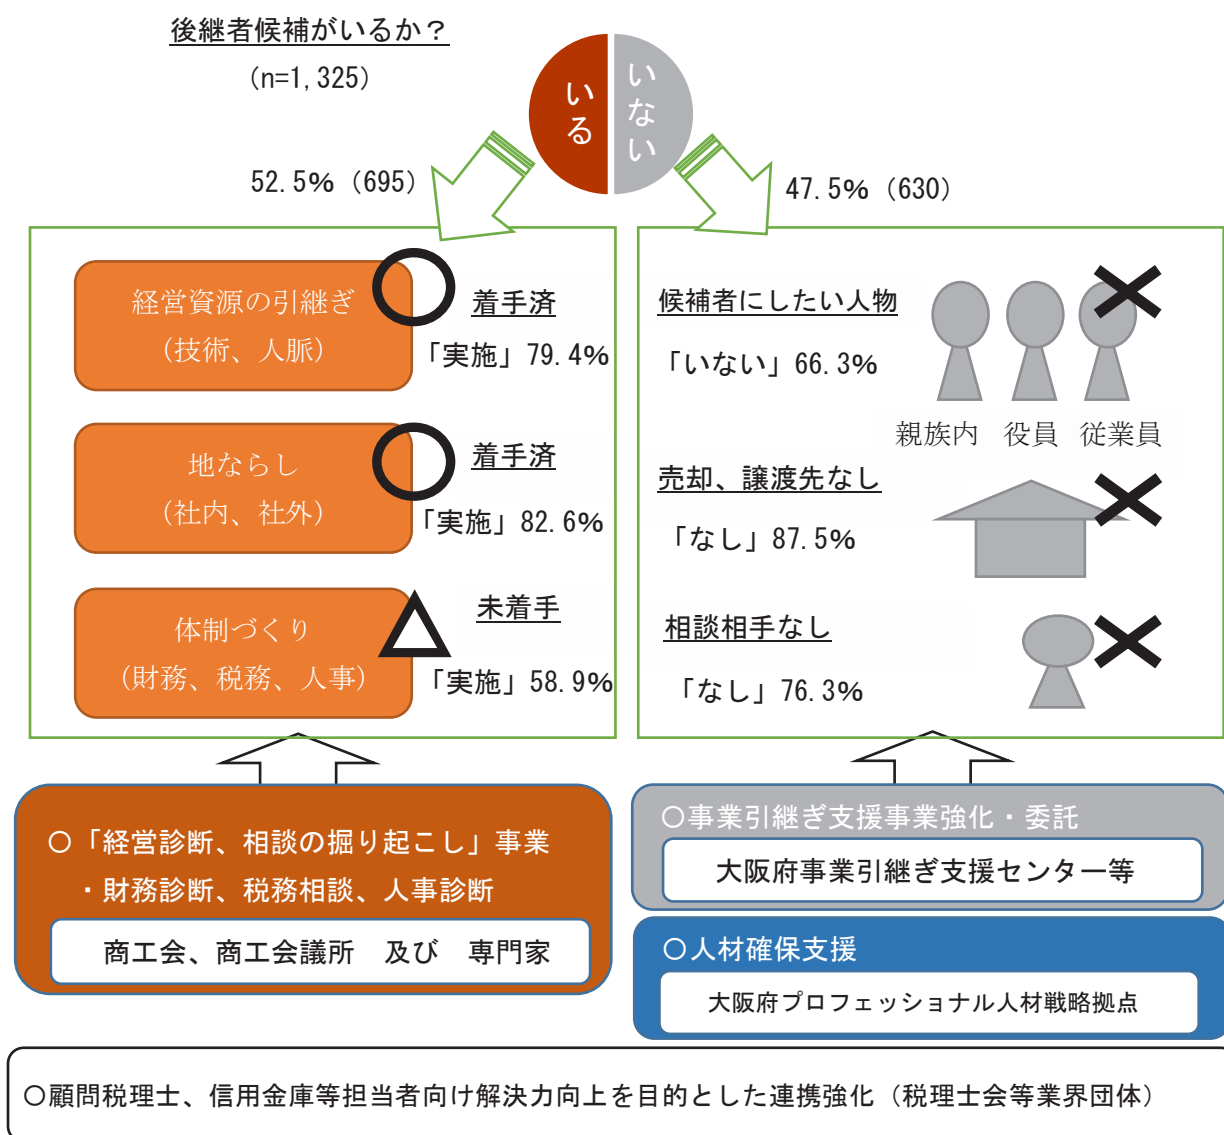 後継者候補がいるか？
（n=1,325）
いる
いない
52.5%（695）
47.5%（630）
経営資源の引継ぎ
（技術、人脈）
着手済
「実施」79.4%
地ならし
（社内、社外）
着手済
「実施」82.6%
体制づくり
（財務、税務、人事）
未着手
「実施」58.9%
候補者にしたい人物
「いない」66.3%
親族内 役員 従業員
売却、譲渡先なし
「なし」87.5%
相談相手なし
「なし」76.3%
○「経営診断、相談の掘り起こし」事業
・財務診断、税務相談、人事診断
商工会、商工会議所　及び　専門家
○事業引継ぎ支援事業強化・委託
大阪府事業引継ぎ支援センター等
○人材確保支援
大阪府プロフェッショナル人材戦略拠点
○顧問税理士、信用金庫等担当者向け解決力向上を目的とした連携強化（税理士会等業界団体）